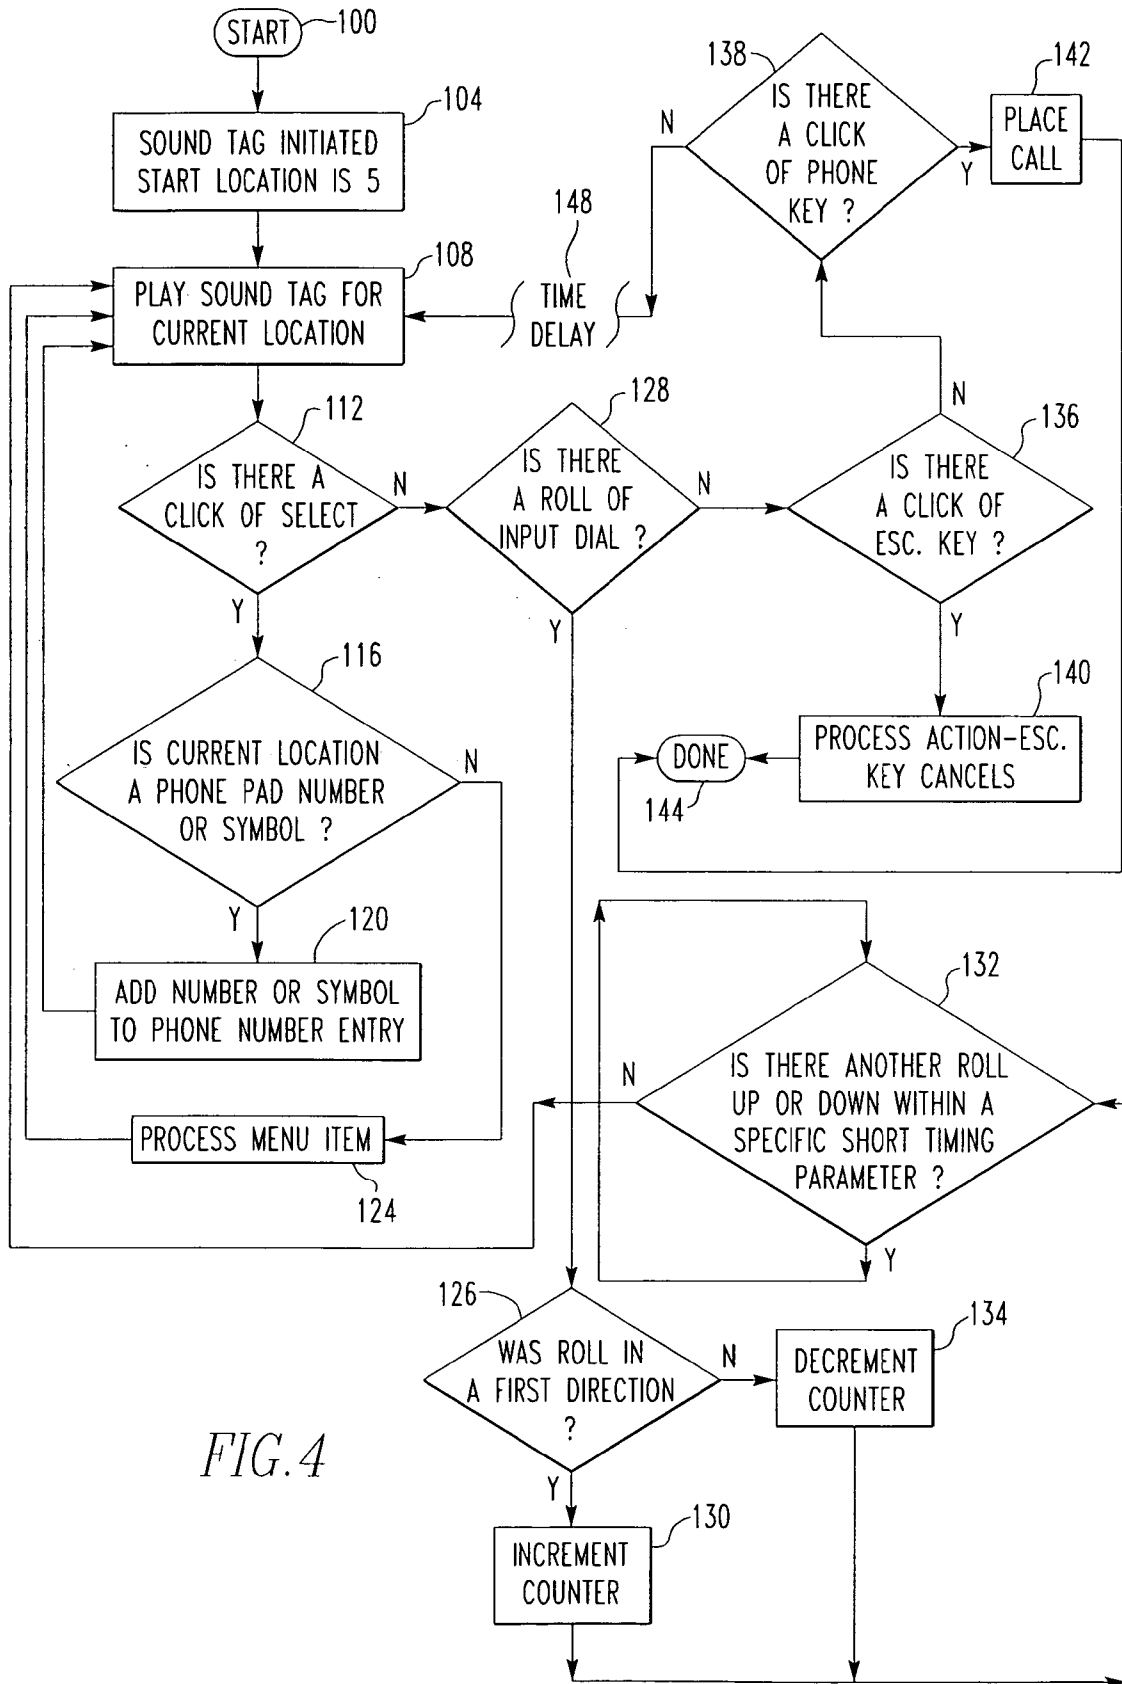 START
100
104
SOUND TAG INITIATED
START LOCATION IS 5
108
PLAY SOUND TAG FOR
CURRENT LOCATION
148
TIME
DELAY
138
IS THERE
A CLICK
OF PHONE
KEY ?
N
Y
142
PLACE
CALL
112
IS THERE A
CLICK OF SELECT
?
N
Y
128
IS THERE
A ROLL OF
INPUT DIAL ?
N
Y
136
N
IS THERE
A CLICK OF
ESC. KEY ?
Y
116
IS CURRENT LOCATION
A PHONE PAD NUMBER
OR SYMBOL ?
N
Y
140
PROCESS ACTION-ESC.
KEY CANCELS
DONE
144
120
ADD NUMBER OR SYMBOL
TO PHONE NUMBER ENTRY
PROCESS MENU ITEM
124
132
N
IS THERE ANOTHER ROLL
UP OR DOWN WITHIN A
SPECIFIC SHORT TIMING
PARAMETER ?
Y
126
WAS ROLL IN
A FIRST DIRECTION
?
N
Y
134
DECREMENT
COUNTER
130
INCREMENT
COUNTER
FIG.4